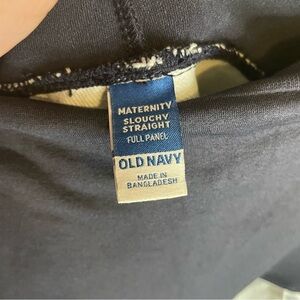 MATERNITY
SLOUCHY
STRAIGHT
FULL PANEL
OLD NAVY
MADE IN
BANGLADESH